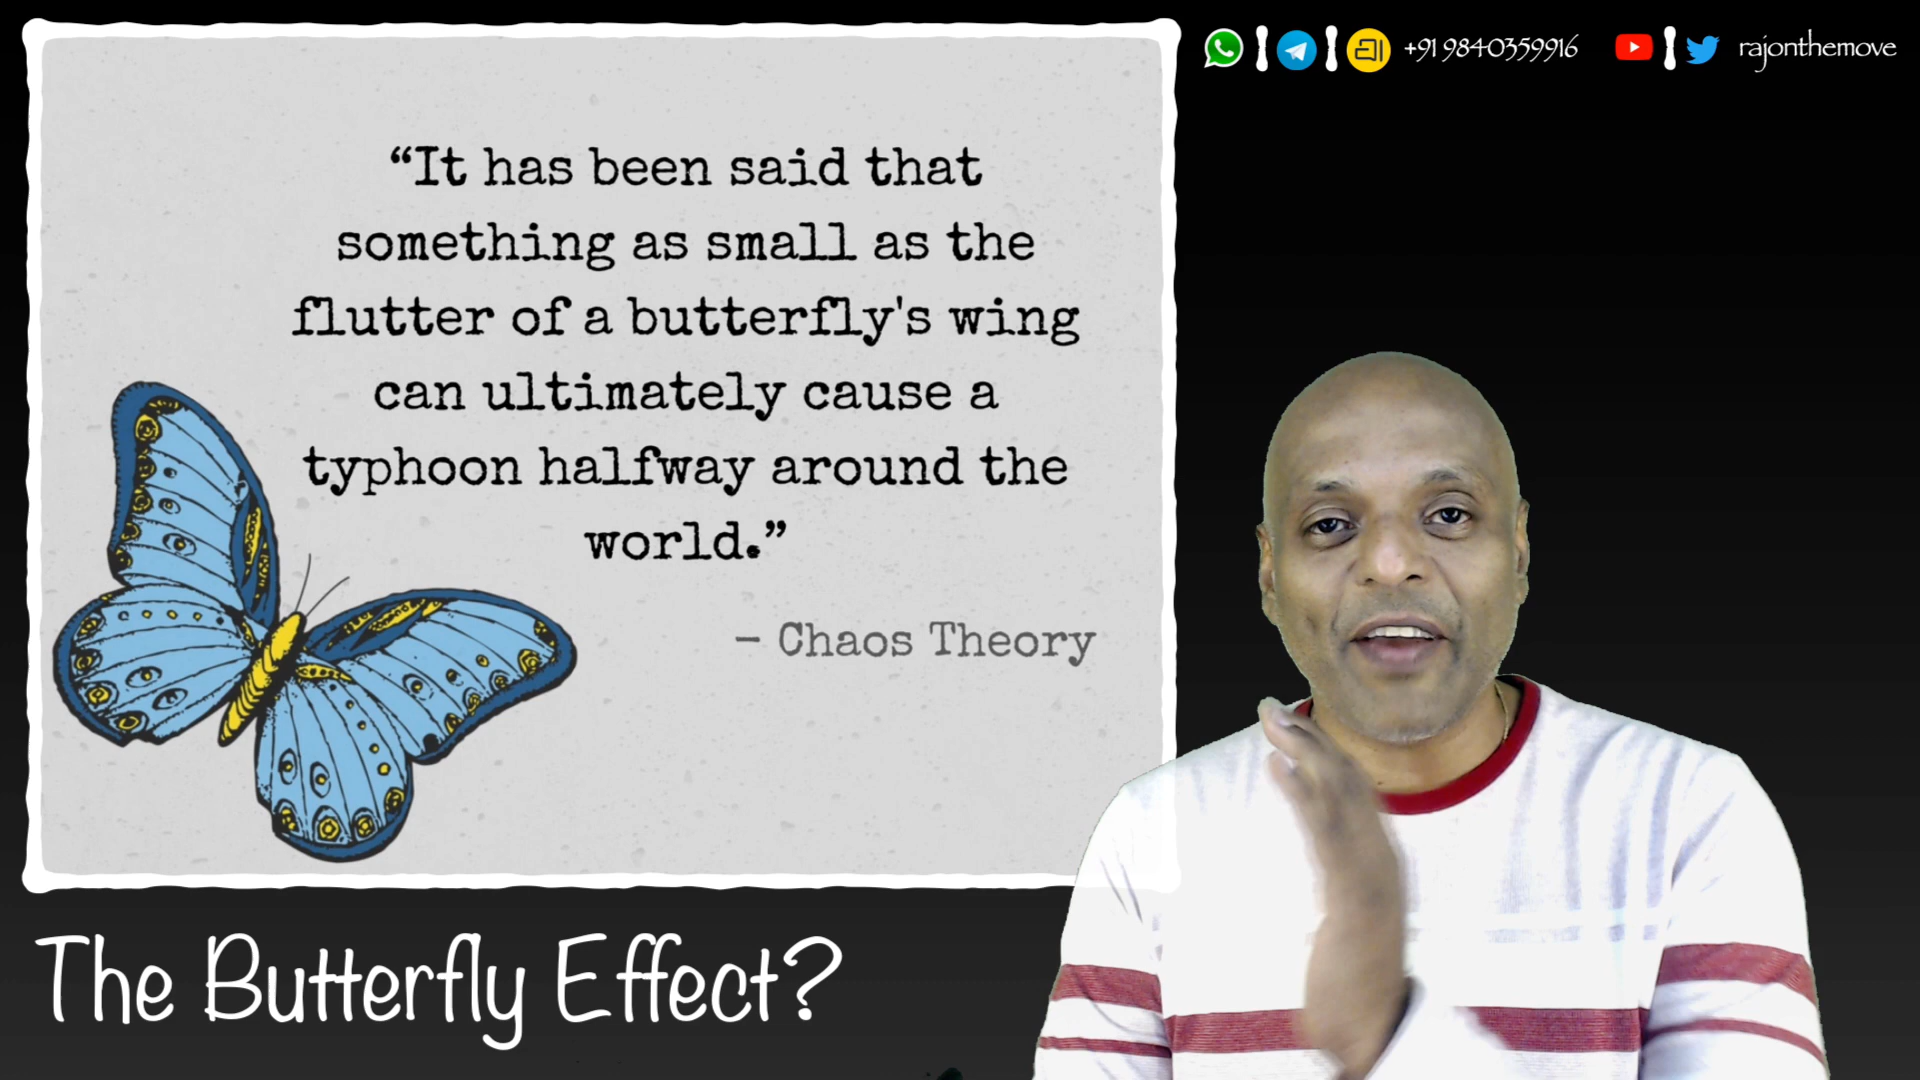 “It has been said that
something as small as the
flutter of a butterfly's wing
can ultimately cause a
typhoon halfway around the
world.”
– Chaos Theory
The Butterfly Effect?
+91 9840359916
rajonthemove